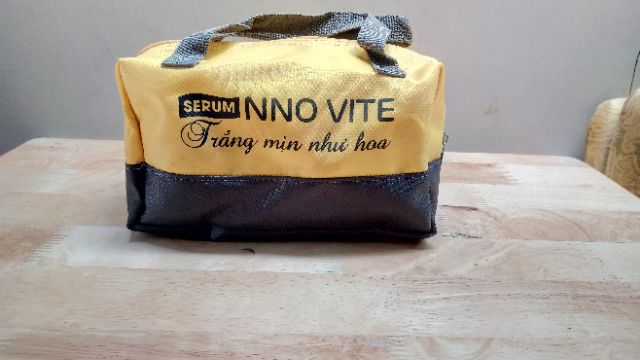 SERUM NNO VITE
Trắng mịn như hoa